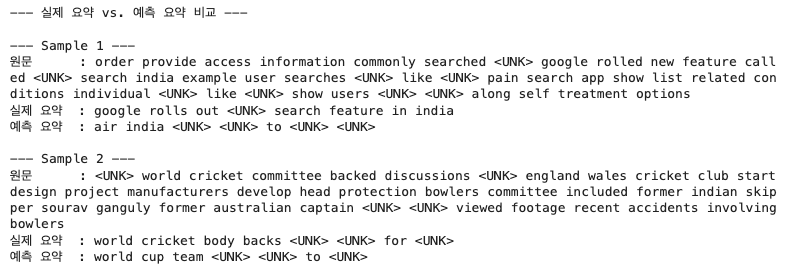 --- 실제 요약 vs. 예측 요약 비교 ---
--- Sample 1 ---
원문 : order provide access information commonly searched <UNK> google rolled new feature call
ed <UNK> search india example user searches <UNK> like <UNK> pain search app show list related con
ditions individual <UNK> like <UNK> show users <UNK> <UNK> along self treatment options
실제 요약 : google rolls out <UNK> search feature in india
예측 요약 : air india <UNK> <UNK> to <UNK> <UNK>
--- Sample 2 ---
원문 : <UNK> world cricket committee backed discussions <UNK> england wales cricket club start
design project manufacturers develop head protection bowlers committee included former indian skip
per sourav ganguly former australian captain <UNK> <UNK> viewed footage recent accidents involving
bowlers
실제 요약 : world cricket body backs <UNK> <UNK> for <UNK>
예측 요약 : world cup team <UNK> <UNK> to <UNK>